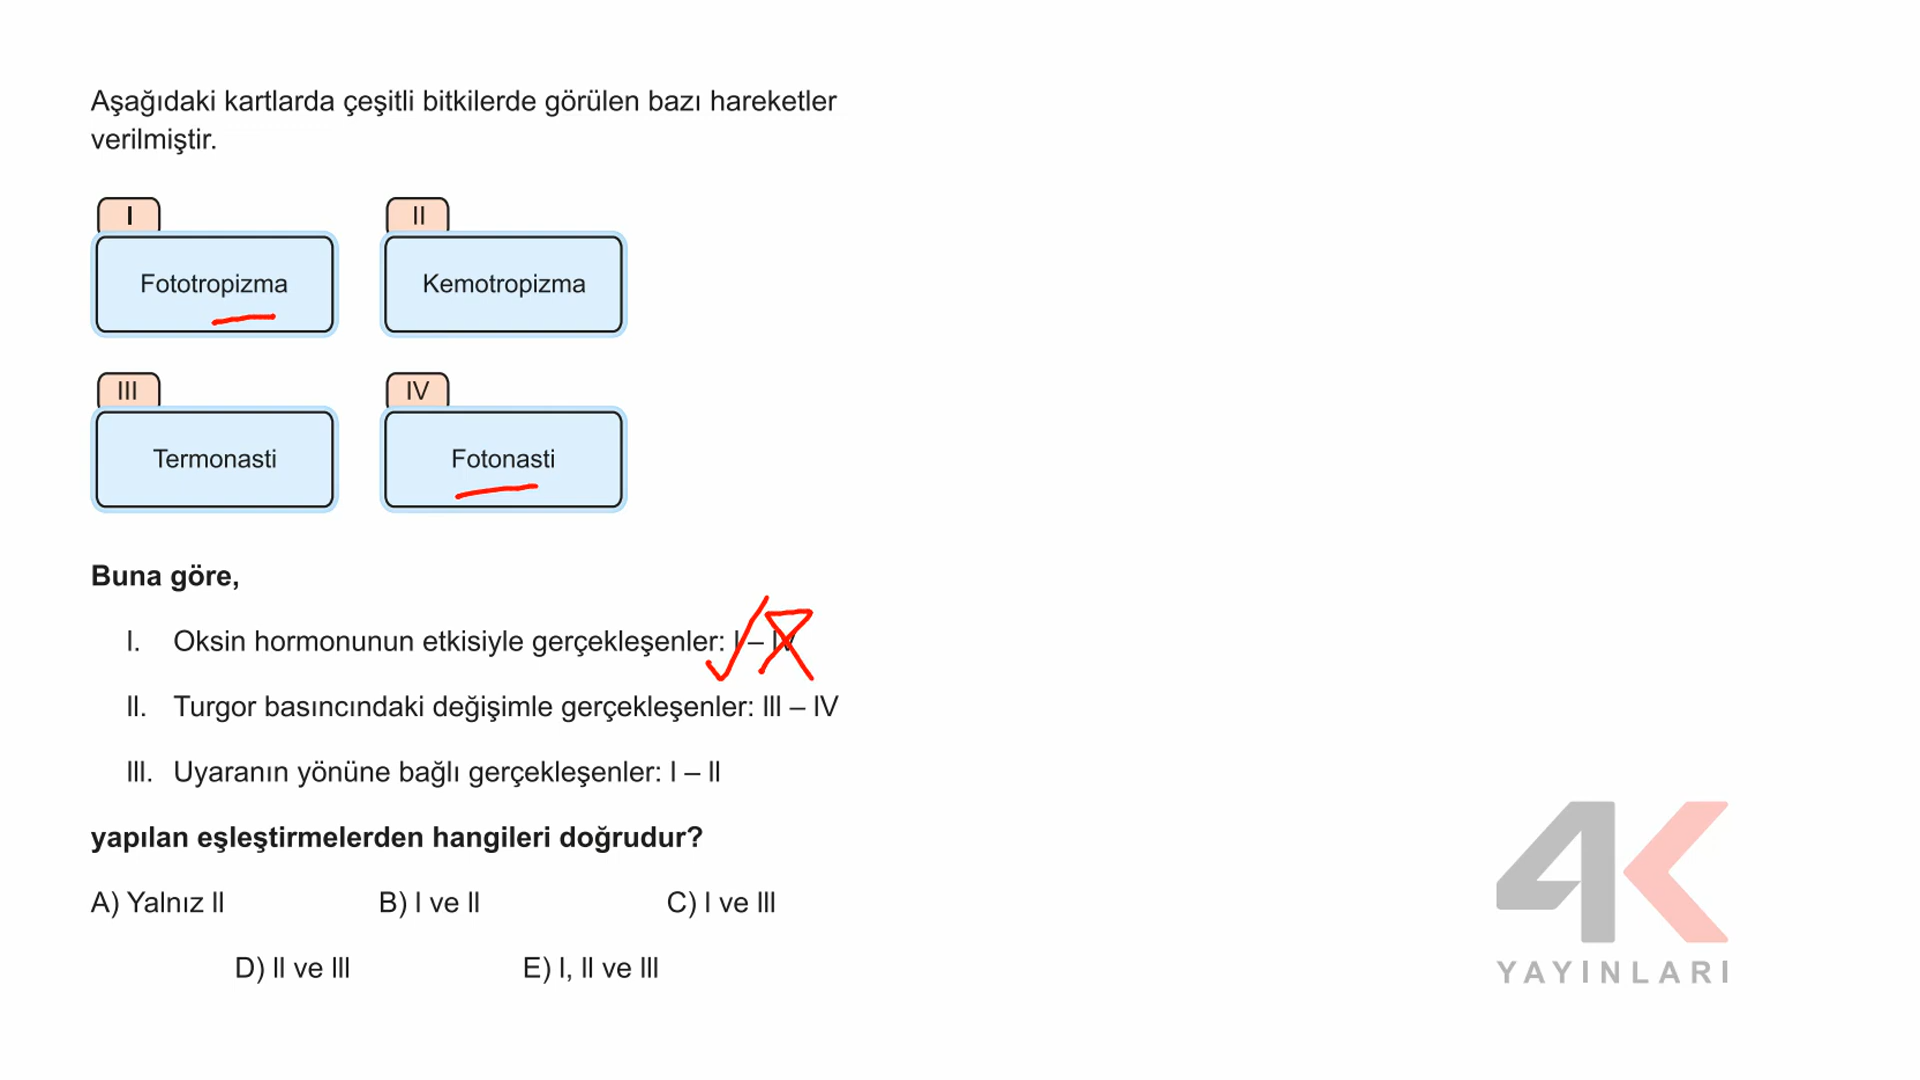 Aşağıdaki kartlarda çeşitli bitkilerde görülen bazı hareketler
verilmiştir.
I
II
Fototropizma
Kemotropizma
III
IV
Termonasti
Fotonasti
Buna göre,
I. Oksin hormonunun etkisiyle gerçekleşenler: I – IV
II. Turgor basıncındaki değişimle gerçekleşenler: III – IV
III. Uyaranın yönüne bağlı gerçekleşenler: I – II
yapılan eşleştirmelerden hangileri doğrudur?
A) Yalnız II B) I ve II C) I ve III
D) II ve III E) I, II ve III
4K
YAYINLARI